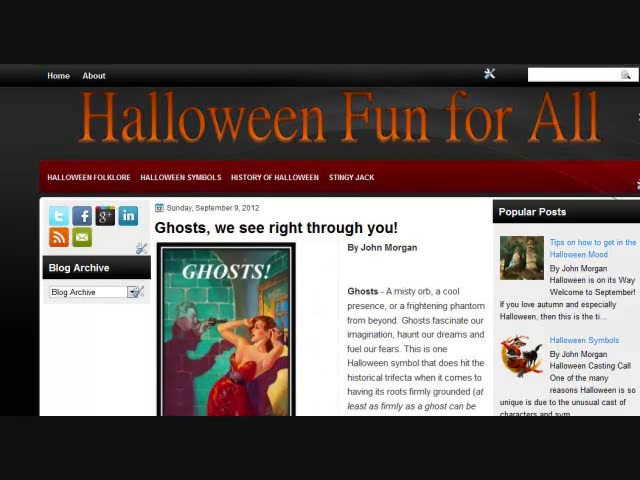 Home About
Halloween Fun for All
HALLOWEEN FOLKLORE HALLOWEEN SYMBOLS HISTORY OF HALLOWEEN STINGY JACK
Sunday, September 9, 2012
Ghosts, we see right through you!
Blog Archive
Blog Archive
GHOSTS!
By John Morgan
Ghosts - A misty orb, a cool
presence, or a frightening phantom
from beyond. Ghosts fascinate our
imagination, haunt our dreams and
fuel our fears. This is one
Halloween symbol that does hit the
historical trifecta when it comes to
having its roots firmly grounded (at
least as firmly as a ghost can be
Popular Posts
Tips on how to get in the
Halloween Mood
By John Morgan
Halloween is on its Way
Welcome to September!
If you love autumn and especially
Halloween, then this is the ti...
Halloween Symbols
By John Morgan
Halloween Casting Call
One of the many
reasons Halloween is so
unique is due to the unusual cast of
characters and sym